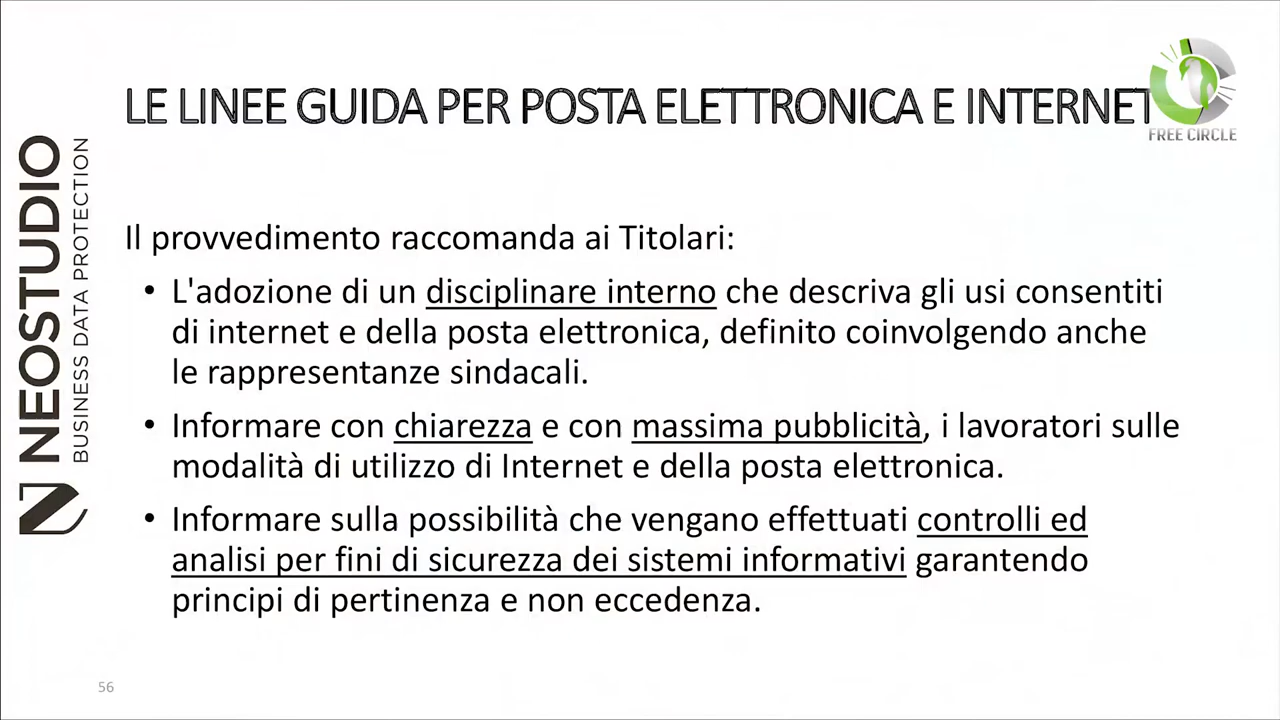 LE LINEE GUIDA PER POSTA ELETTRONICA E INTERNET
FREE CIRCLE
NEOSTUDIO
BUSINESS DATA PROTECTION
Il provvedimento raccomanda ai Titolari:
• L'adozione di un disciplinare interno che descriva gli usi consentiti
di internet e della posta elettronica, definito coinvolgendo anche
le rappresentanze sindacali.
• Informare con chiarezza e con massima pubblicità, i lavoratori sulle
modalità di utilizzo di Internet e della posta elettronica.
• Informare sulla possibilità che vengano effettuati controlli ed
analisi per fini di sicurezza dei sistemi informativi garantendo
principi di pertinenza e non eccedenza.
56